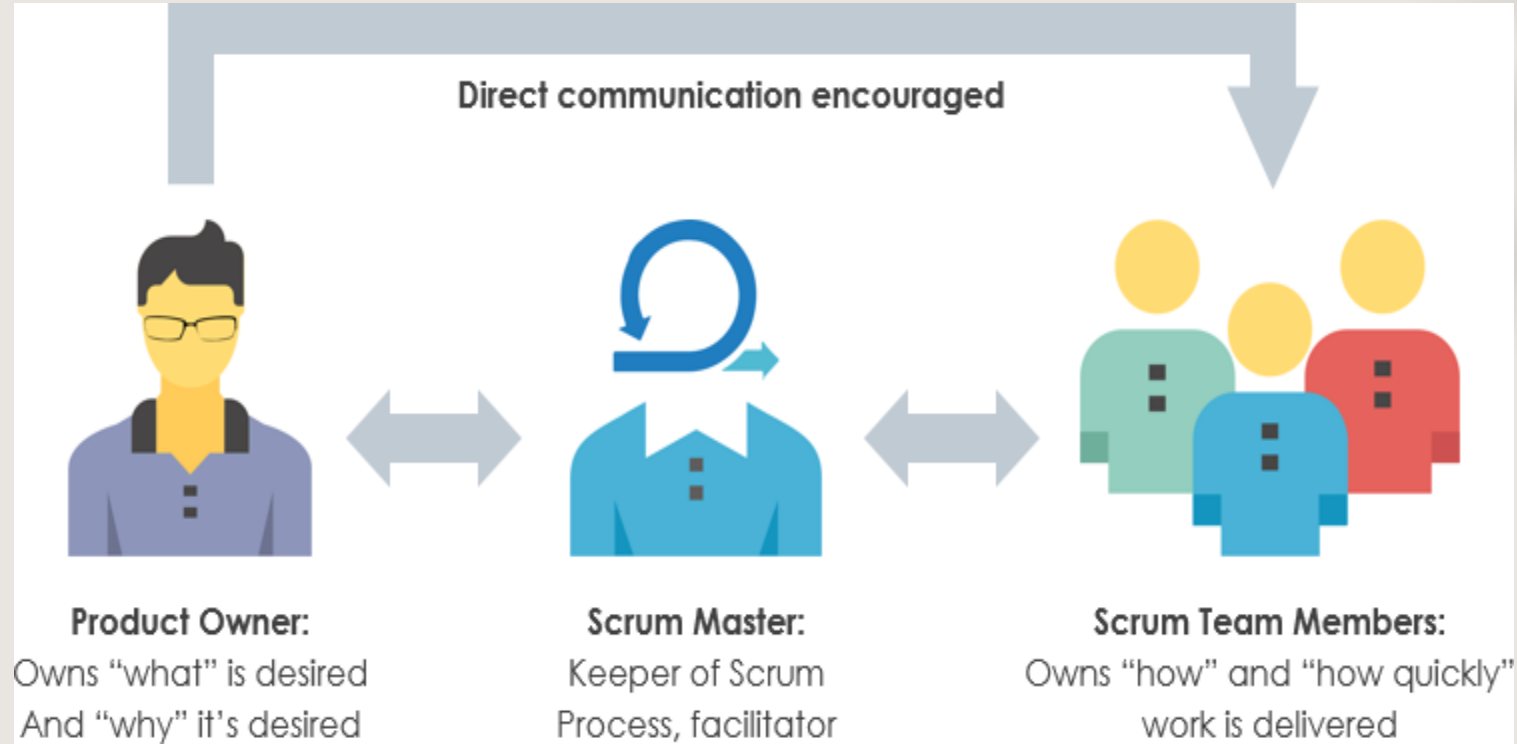 Direct communication encouraged
Product Owner:
Owns “what” is desired
And “why” it’s desired
Scrum Master:
Keeper of Scrum
Process, facilitator
Scrum Team Members:
Owns “how” and “how quickly”
work is delivered